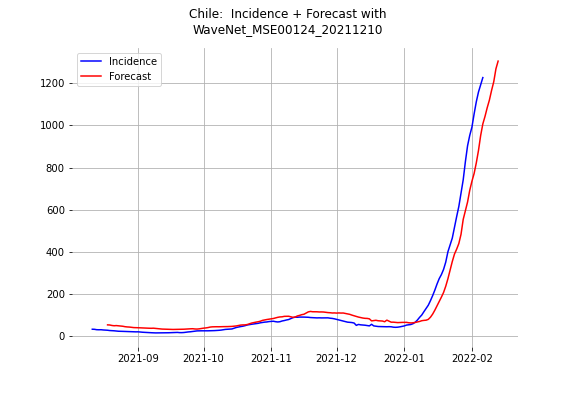 Chile:  Incidence + Forecast with
WaveNet_MSE00124_20211210
Incidence
Forecast
1200
1000
800
600
400
200
0
2021-09 2021-10 2021-11 2021-12 2022-01 2022-02